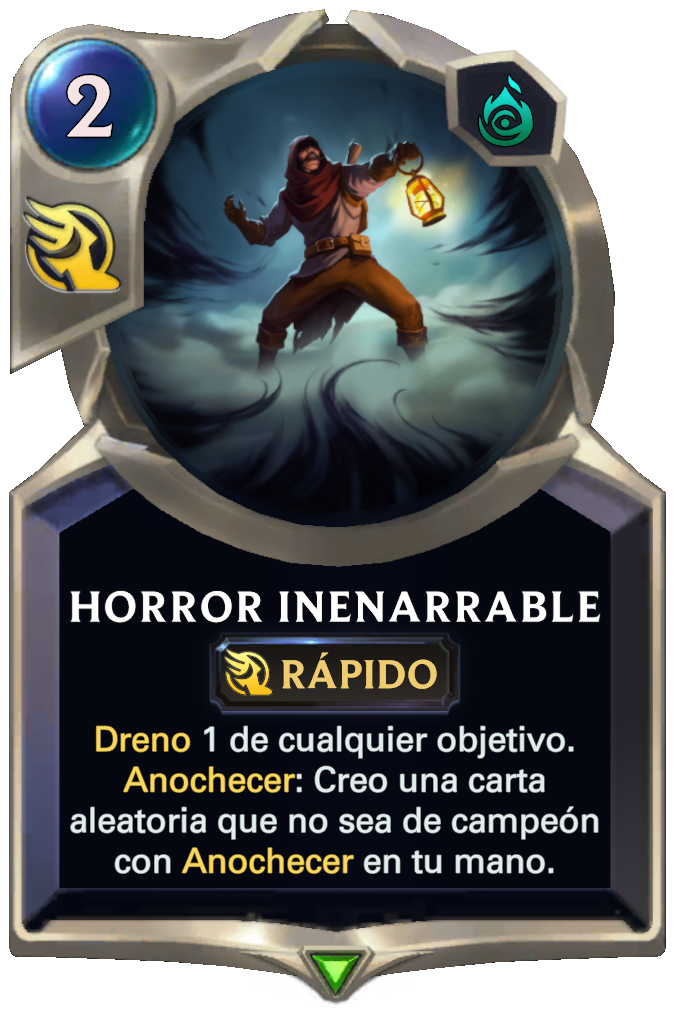 2
HORROR INENARRABLE
RÁPIDO
Dreno 1 de cualquier objetivo.
Anochecer: Creo una carta
aleatoria que no sea de campeón
con Anochecer en tu mano.